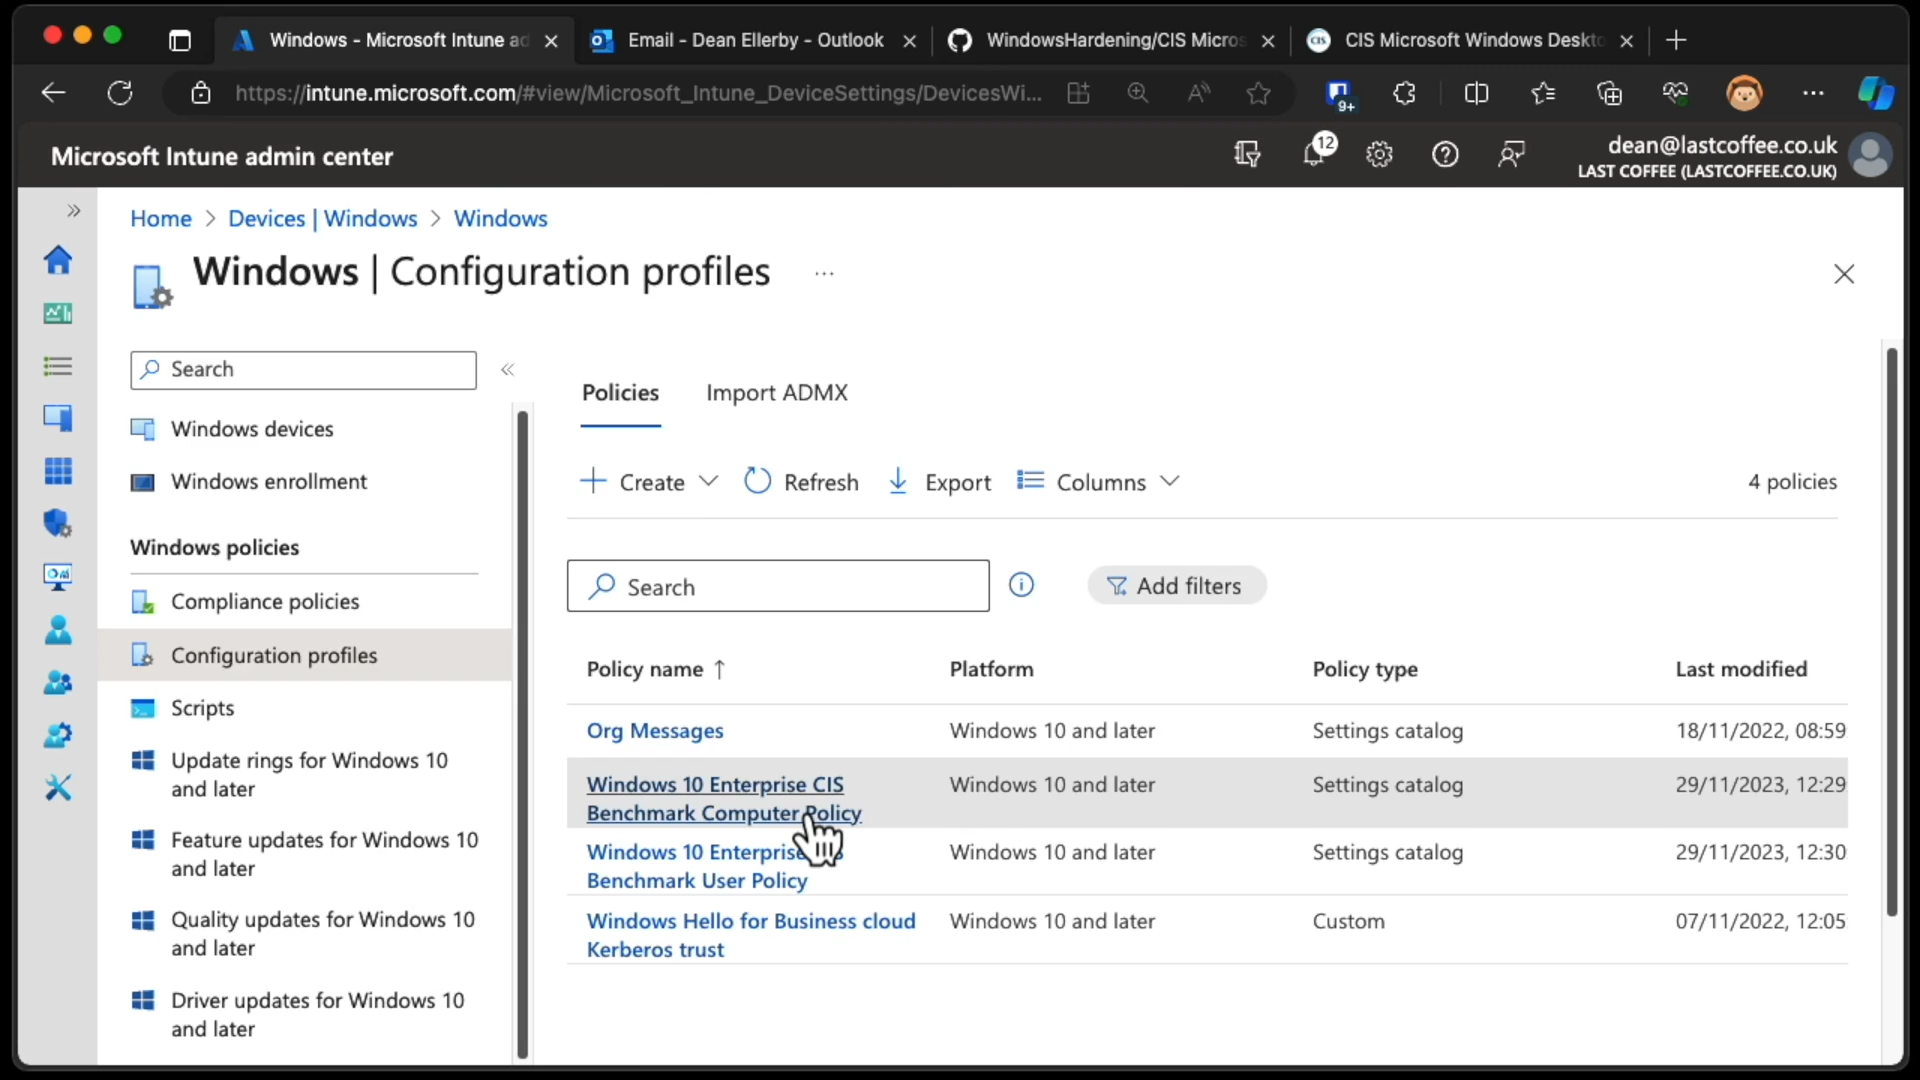 Windows - Microsoft Intune ad
Email - Dean Ellerby - Outlook
WindowsHardening/CIS Micros
CIS
CIS Microsoft Windows Deskto
https://intune.microsoft.com/#view/Microsoft_Intune_DeviceSettings/DevicesWi...
9+
Microsoft Intune admin center
12
dean@lastcoffee.co.uk
LAST COFFEE (LASTCOFFEE.CO.UK)
Home > Devices | Windows > Windows
Windows | Configuration profiles ...
Search
Windows devices
Windows enrollment
Windows policies
Compliance policies
Configuration profiles
Scripts
Update rings for Windows 10
and later
Feature updates for Windows 10
and later
Quality updates for Windows 10
and later
Driver updates for Windows 10
and later
Policies Import ADMX
Create Refresh Export Columns 4 policies
Search Add filters
Policy name ↑ Platform Policy type Last modified
Org Messages Windows 10 and later Settings catalog 18/11/2022, 08:59
Windows 10 Enterprise CIS Windows 10 and later Settings catalog 29/11/2023, 12:29
Benchmark Computer Policy
Windows 10 Enterprise Windows 10 and later Settings catalog 29/11/2023, 12:30
Benchmark User Policy
Windows Hello for Business cloud Windows 10 and later Custom 07/11/2022, 12:05
Kerberos trust